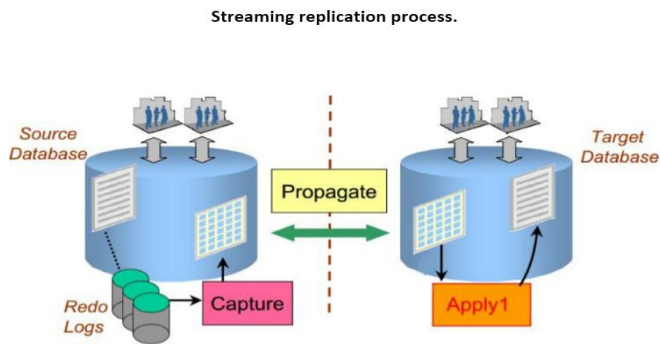 Streaming replication process.
Source
Database
Target
Database
Propagate
Redo
Logs
Capture
Apply1